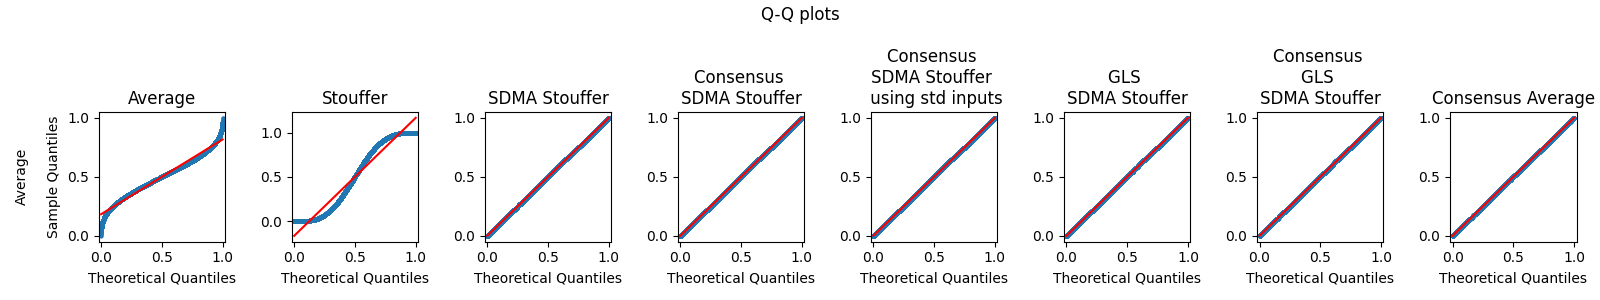 Q-Q plots
Average
Average
Sample Quantiles
1.0
0.5
0.0
0.0 0.5 1.0
Theoretical Quantiles
Stouffer
1.0
0.5
0.0
0.0 0.5 1.0
Theoretical Quantiles
SDMA Stouffer
1.0
0.5
0.0
0.0 0.5 1.0
Theoretical Quantiles
Consensus
SDMA Stouffer
1.0
0.5
0.0
0.0 0.5 1.0
Theoretical Quantiles
Consensus
SDMA Stouffer
using std inputs
1.0
0.5
0.0
0.0 0.5 1.0
Theoretical Quantiles
GLS
SDMA Stouffer
1.0
0.5
0.0
0.0 0.5 1.0
Theoretical Quantiles
Consensus
GLS
SDMA Stouffer
1.0
0.5
0.0
0.0 0.5 1.0
Theoretical Quantiles
Consensus Average
1.0
0.5
0.0
0.0 0.5 1.0
Theoretical Quantiles